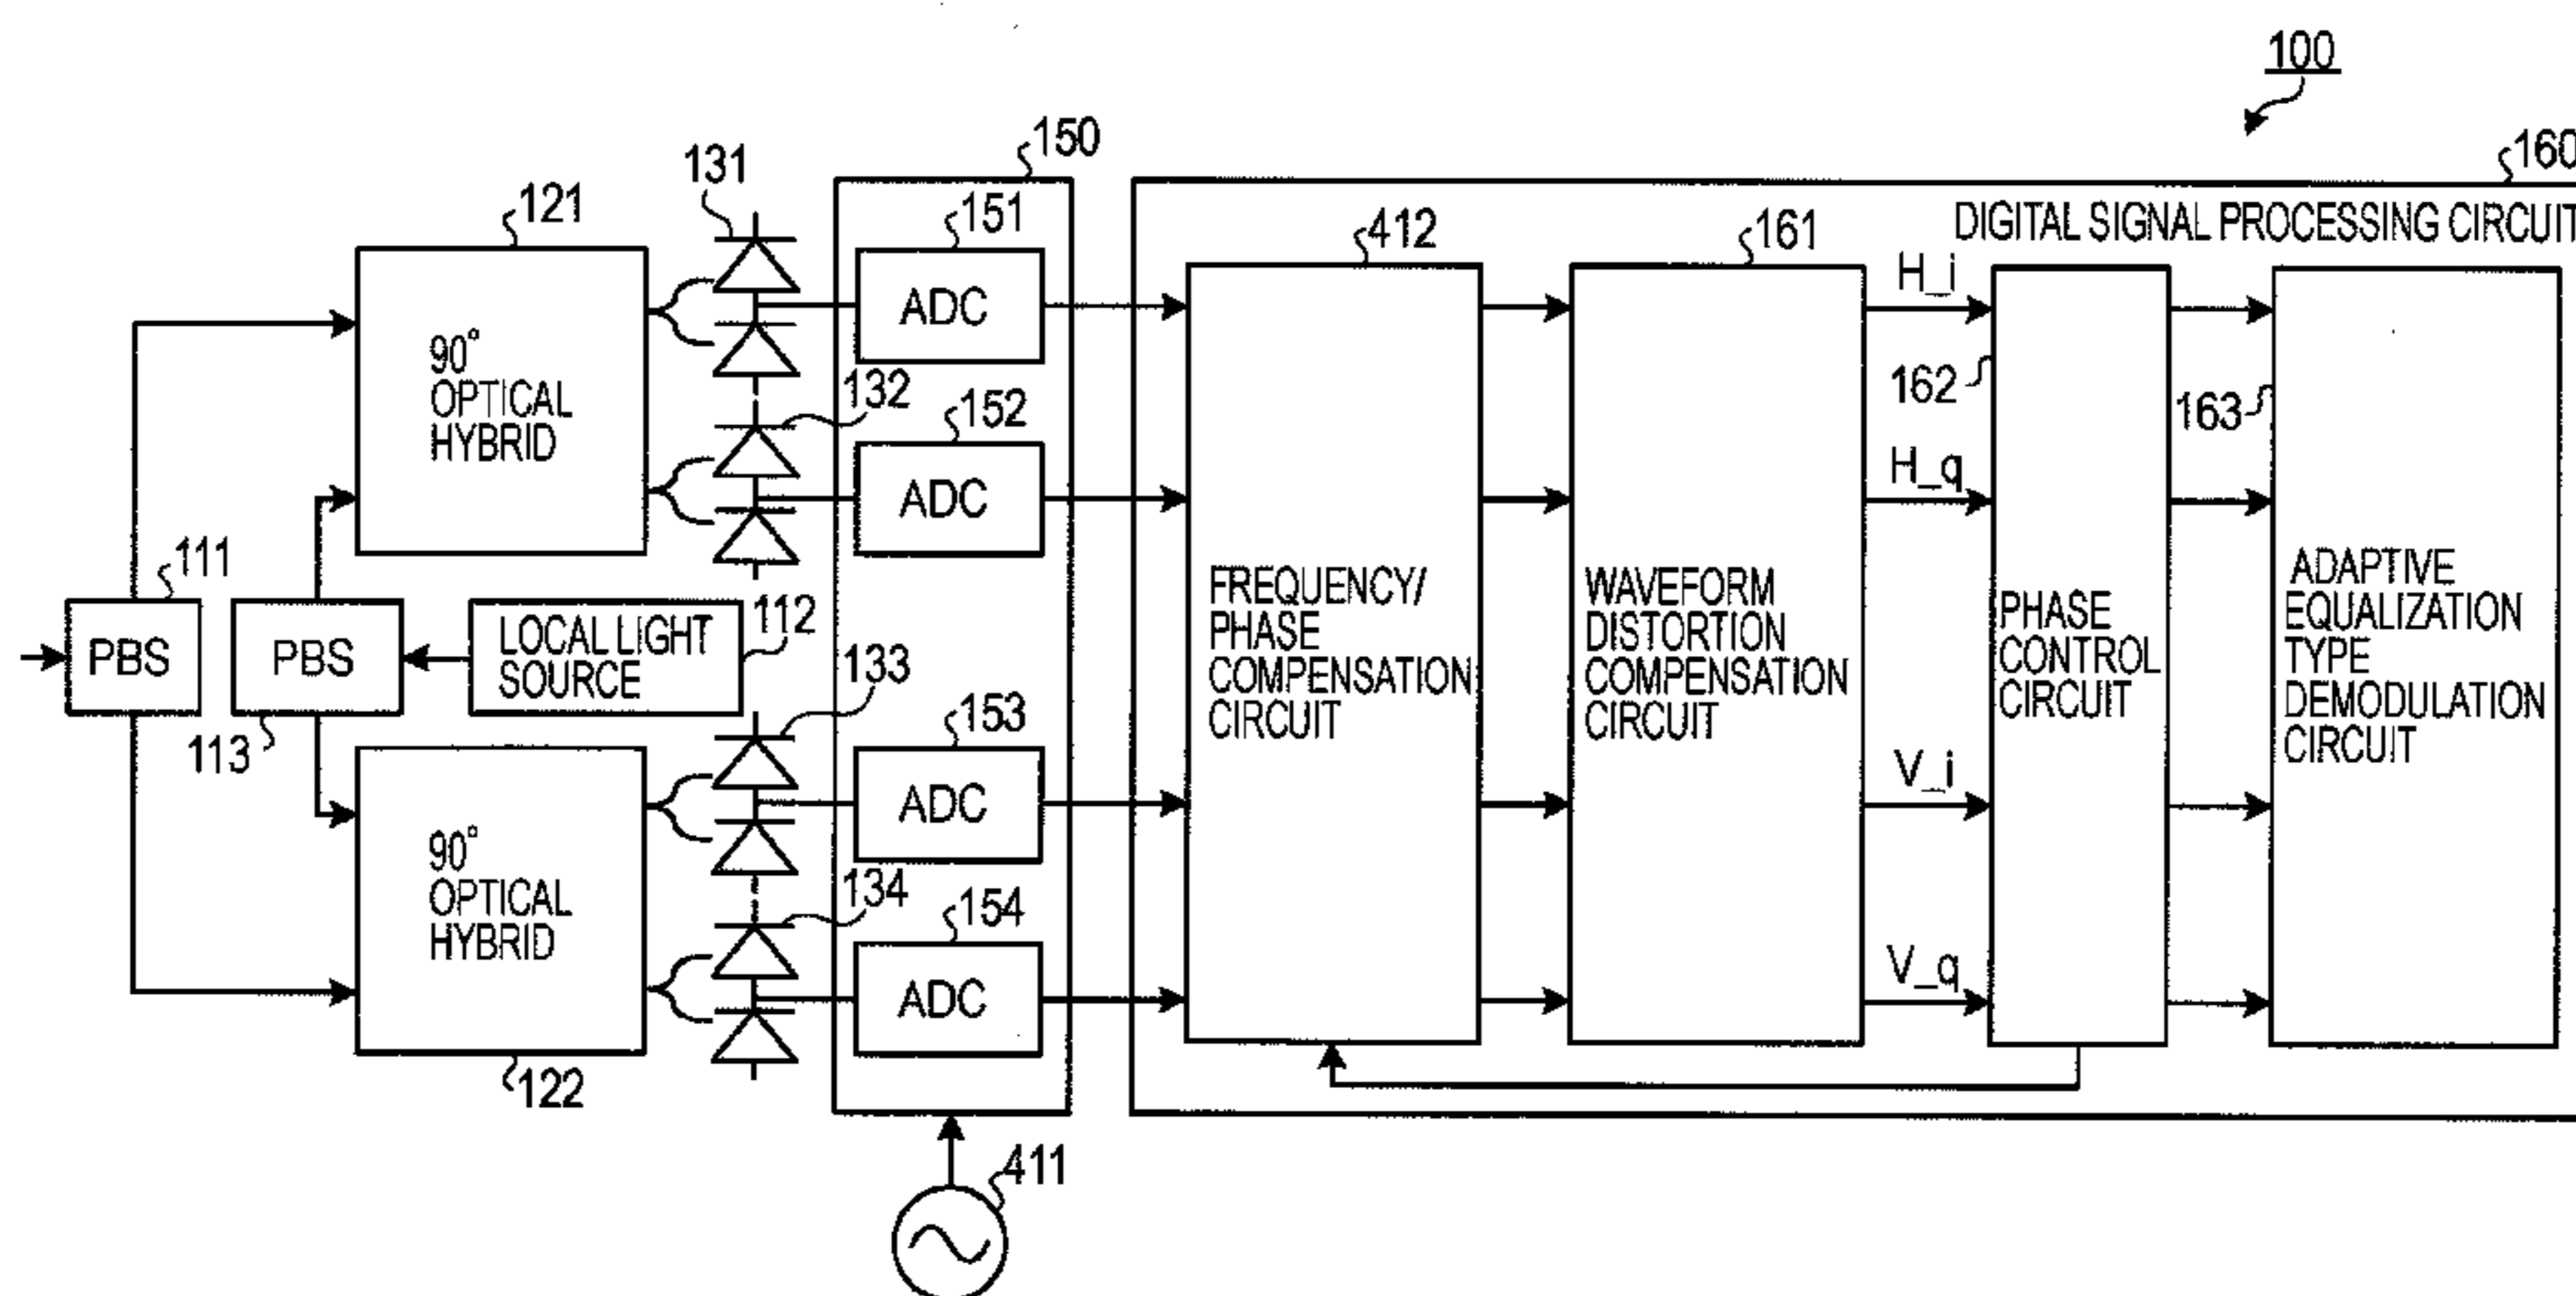 100
160
DIGITAL SIGNAL PROCESSING CIRCUIT
150
131
121
151
412
161
H_i
ADC
90°
OPTICAL
HYBRID
132
162
163
152
H_q
ADC
111
PBS
113
PBS
LOCAL LIGHT
SOURCE
112
FREQUENCY/
PHASE
COMPENSATION
CIRCUIT
WAVEFORM
DISTORTION
COMPENSATION
CIRCUIT
PHASE
CONTROL
CIRCUIT
ADAPTIVE
EQUALIZATION
TYPE
DEMODULATION
CIRCUIT
133
153
V_i
ADC
90°
OPTICAL
HYBRID
134
154
V_q
ADC
122
411